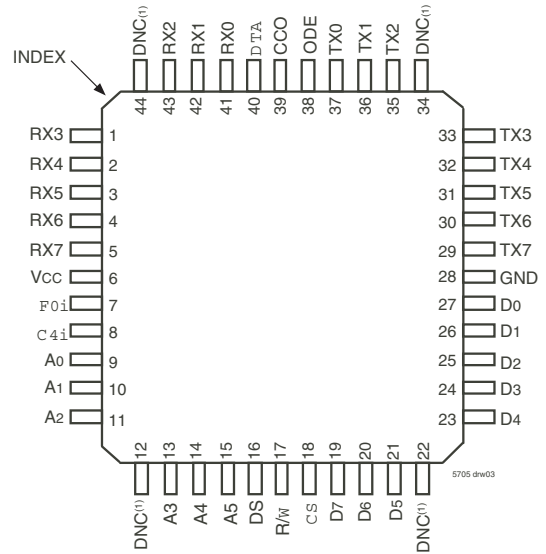 DNC(1) RX2 RX1 RX0 DTA CCO ODE TX0 TX1 TX2 DNC(1)
INDEX
44 43 42 41 40 39 38 37 36 35 34
RX3 1 33 TX3
RX4 2 32 TX4
RX5 3 31 TX5
RX6 4 30 TX6
RX7 5 29 TX7
VCC 6 28 GND
F0i 7 27 D0
C4i 8 26 D1
A0 9 25 D2
A1 10 24 D3
A2 11 23 D4
12 13 14 15 16 17 18 19 20 21 22
5705 drw03
DNC(1) A3 A4 A5 DS R/W CS D7 D6 D5 DNC(1)